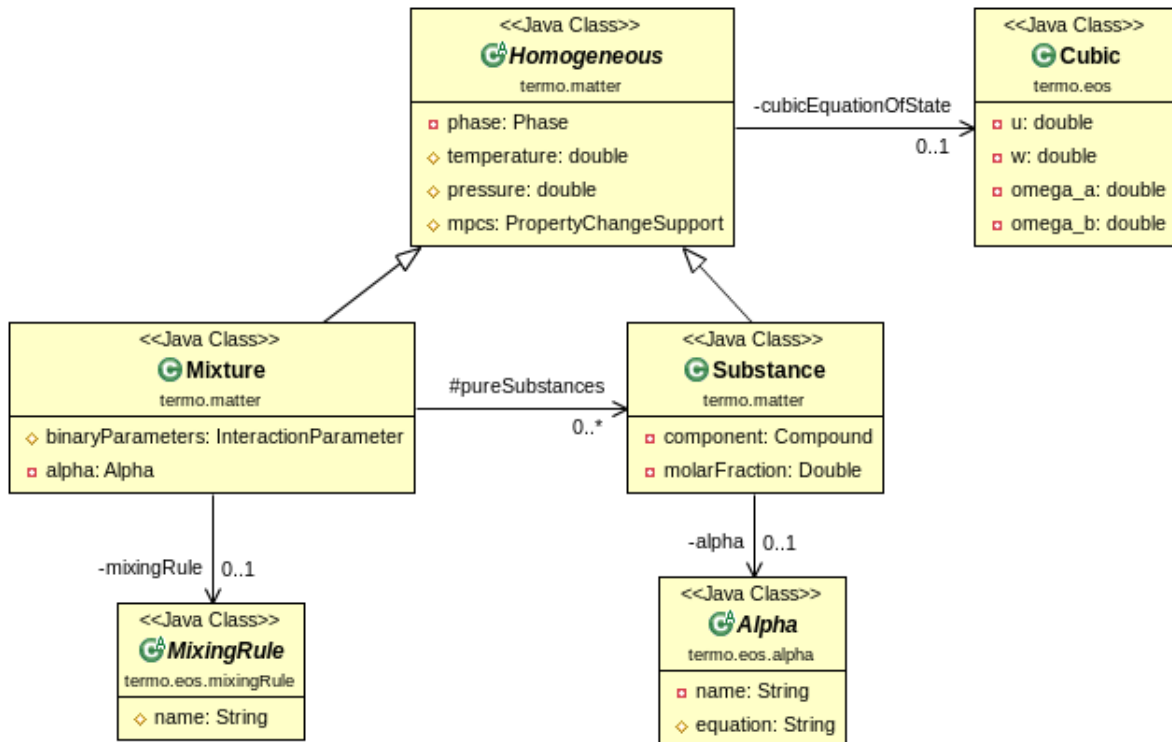 <<Java Class>>
Homogeneous
termo.matter
phase: Phase
temperature: double
pressure: double
mpcs: PropertyChangeSupport
-cubicEquationOfState
0..1
<<Java Class>>
Cubic
termo.eos
u: double
w: double
omega_a: double
omega_b: double
<<Java Class>>
Mixture
termo.matter
binaryParameters: InteractionParameter
alpha: Alpha
#pureSubstances
0..*
<<Java Class>>
Substance
termo.matter
component: Compound
molarFraction: Double
-mixingRule
0..1
-alpha
0..1
<<Java Class>>
MixingRule
termo.eos.mixingRule
name: String
<<Java Class>>
Alpha
termo.eos.alpha
name: String
equation: String